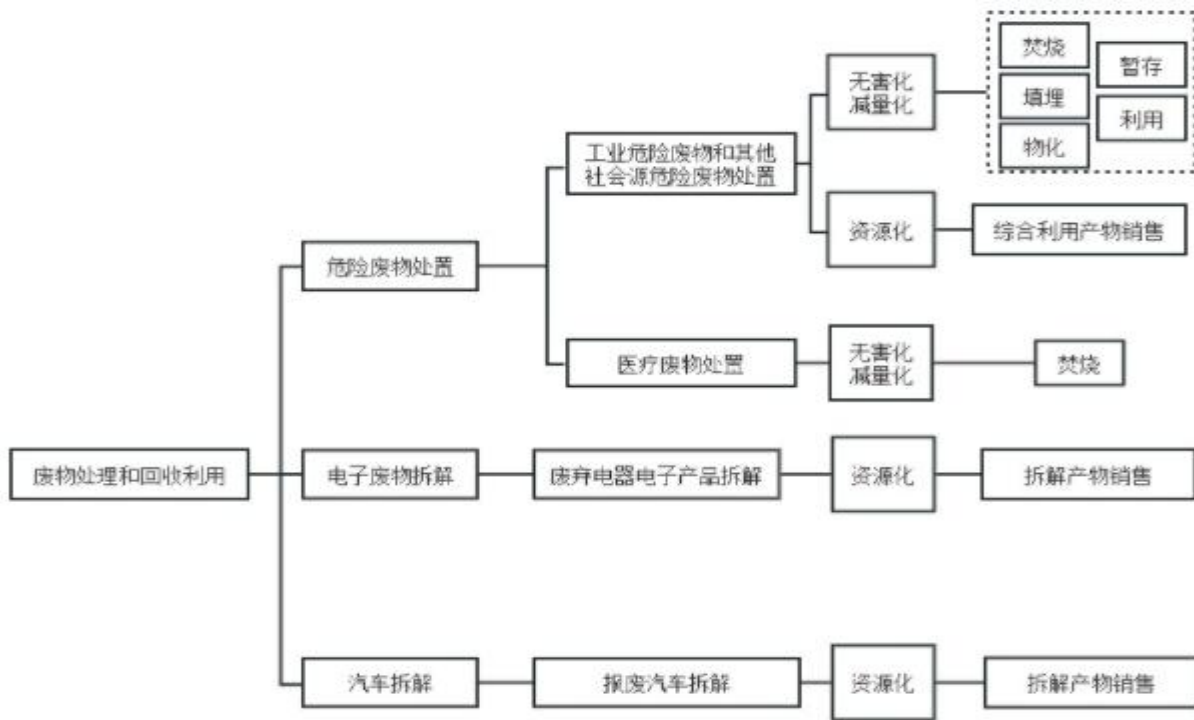 废物处理和回收利用
危险废物处置
工业危险废物和其他
社会源危险废物处置
无害化
减量化
焚烧
填埋
物化
暂存
利用
资源化
综合利用产物销售
医疗废物处置
无害化
减量化
焚烧
电子废物拆解
废弃电器电子产品拆解
资源化
拆解产物销售
汽车拆解
报废汽车拆解
资源化
拆解产物销售